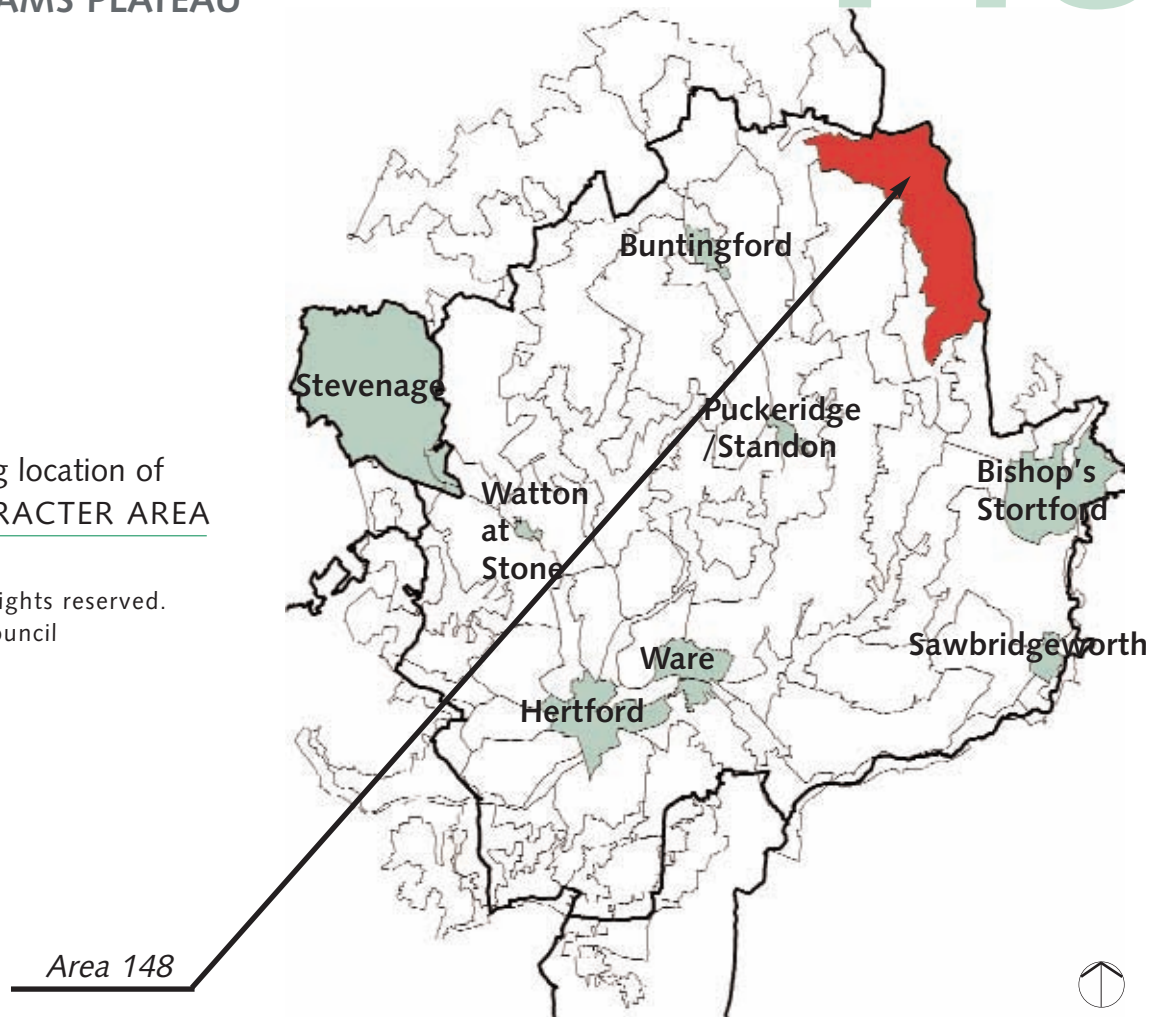 AMS PLATEAU
Buntingford
Stevenage
Puckeridge
/Standon
g location of
RACTER AREA
Watton
at
Stone
Bishop's
Stortford
ights reserved.
ouncil
Sawbridgeworth
Ware
Hertford
Area 148